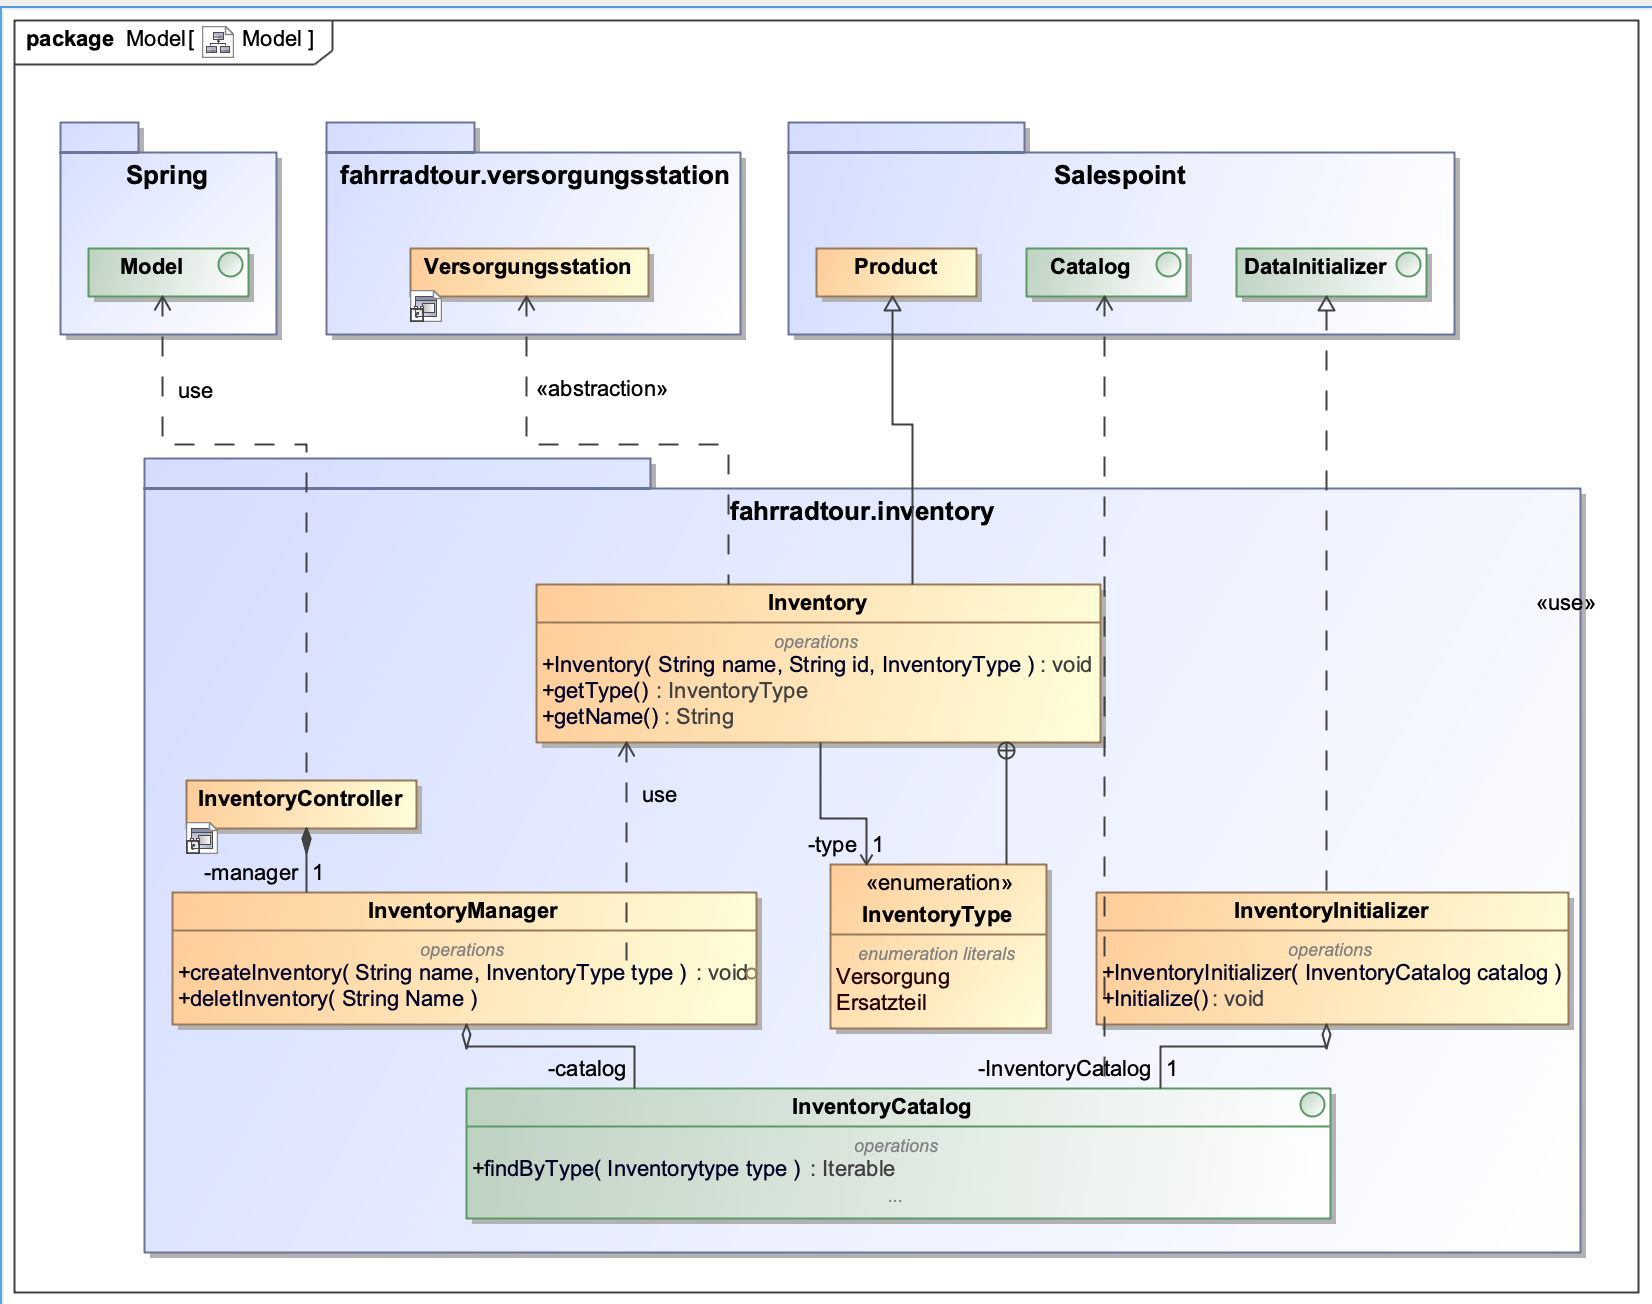 package Model[ Model ]
Spring
fahrradtour.versorgungsstation
Salespoint
Model
Versorgungsstation
Product
Catalog
DataInitializer
use
«abstraction»
fahrradtour.inventory
Inventory
«use»
operations
+Inventory( String name, String id, InventoryType ) : void
+getType() : InventoryType
+getName() : String
InventoryController
use
-type 1
-manager 1
«enumeration»
InventoryType
enumeration literals
Versorgung
Ersatzteil
InventoryManager
operations
+createInventory( String name, InventoryType type ) : void
+deletInventory( String Name )
InventoryInitializer
operations
+InventoryInitializer( InventoryCatalog catalog )
+Initialize() : void
-catalog
-InventoryCatalog 1
InventoryCatalog
operations
+findByType( Inventorytype type ) : Iterable
...